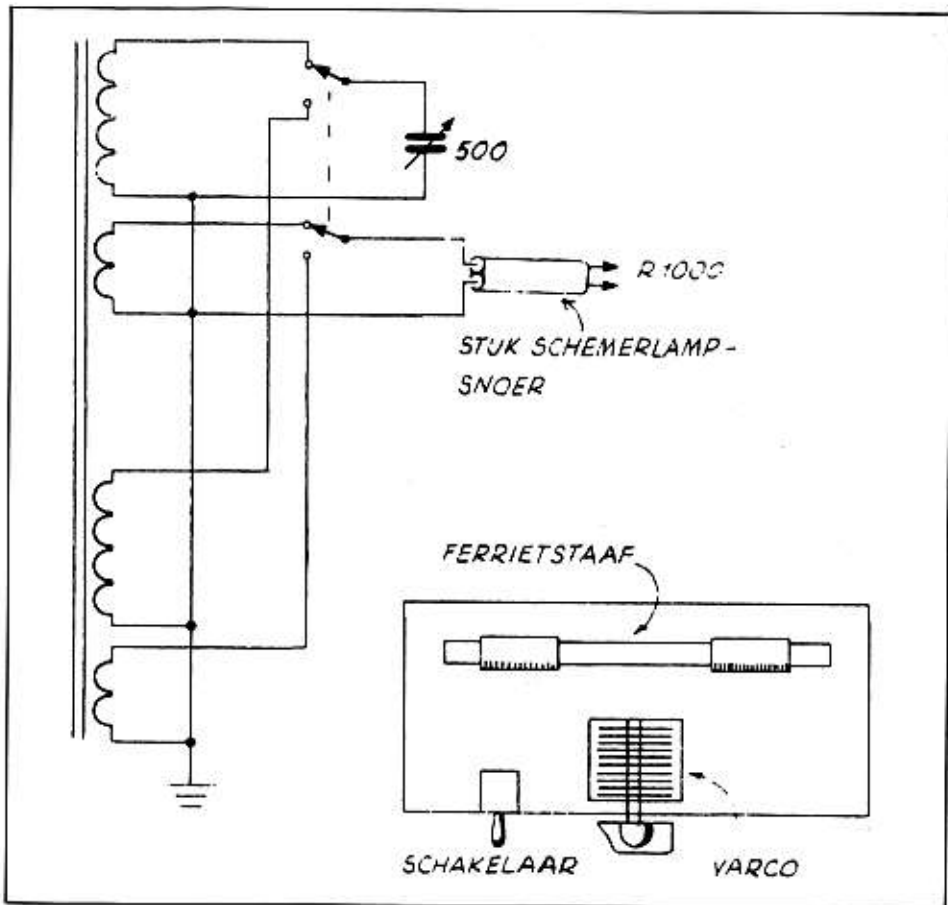 500
R 1000
STUK SCHEMERLAMP-
SNOER
FERRIETSTAAF
SCHAKELAAR
VARCO